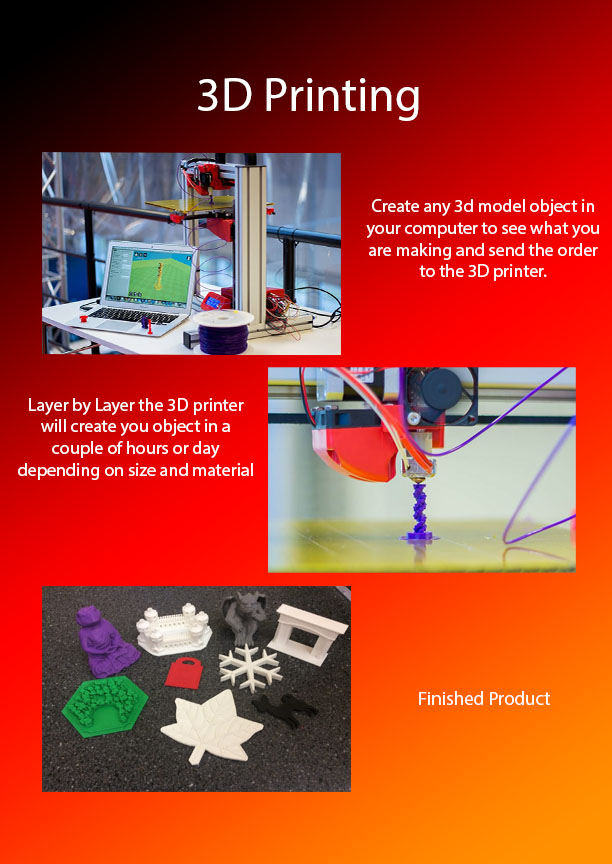 3D Printing
Create any 3d model object in
your computer to see what you
are making and send the order
to the 3D printer.
Layer by Layer the 3D printer
will create you object in a
couple of hours or day
depending on size and material
Finished Product